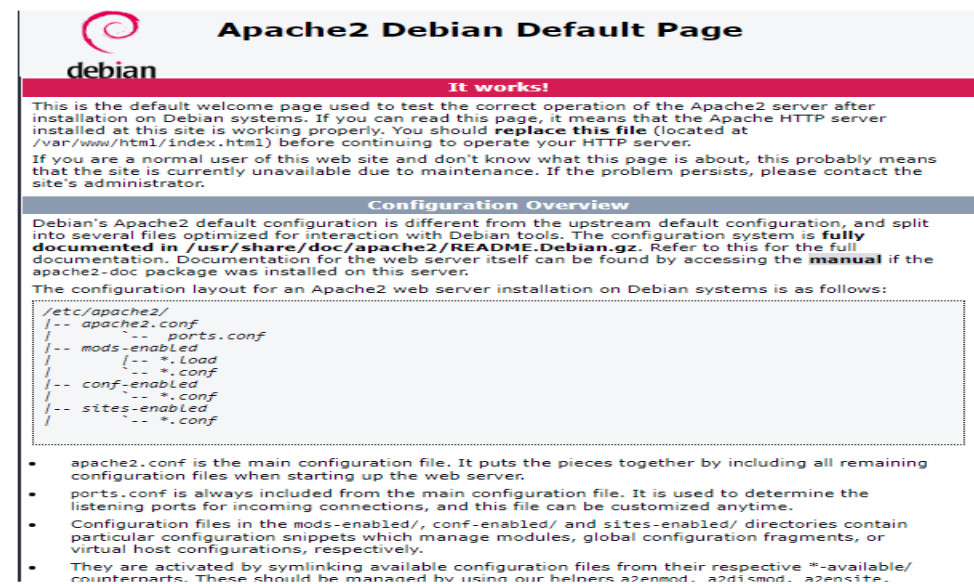 debian
Apache2 Debian Default Page
It works!
This is the default welcome page used to test the correct operation of the Apache2 server after
installation on Debian systems. If you can read this page, it means that the Apache HTTP server
installed at this site is working properly. You should replace this file (located at
/var/www/html/index.html) before continuing to operate your HTTP server.
If you are a normal user of this web site and don't know what this page is about, this probably means
that the site is currently unavailable due to maintenance. If the problem persists, please contact the
site's administrator.
Configuration Overview
Debian's Apache2 default configuration is different from the upstream default configuration, and split
into several files optimized for interaction with Debian tools. The configuration system is fully
documented in /usr/share/doc/apache2/README.Debian.gz. Refer to this for the full
documentation. Documentation for the web server itself can be found by accessing the manual if the
apache2-doc package was installed on this server.
The configuration layout for an Apache2 web server installation on Debian systems is as follows:
/etc/apache2/
|-- apache2.conf
|       `--  ports.conf
|-- mods-enabled
|       |-- *.load
|       `-- *.conf
|-- conf-enabled
|       `-- *.conf
|-- sites-enabled
|       `-- *.conf
• apache2.conf is the main configuration file. It puts the pieces together by including all remaining
configuration files when starting up the web server.
• ports.conf is always included from the main configuration file. It is used to determine the
listening ports for incoming connections, and this file can be customized anytime.
• Configuration files in the mods-enabled/, conf-enabled/ and sites-enabled/ directories contain
particular configuration snippets which manage modules, global configuration fragments, or
virtual host configurations, respectively.
• They are activated by symlinking available configuration files from their respective *-available/
counterparts. These should be managed by using our helpers a2enmod, a2dismod, a2ensite,